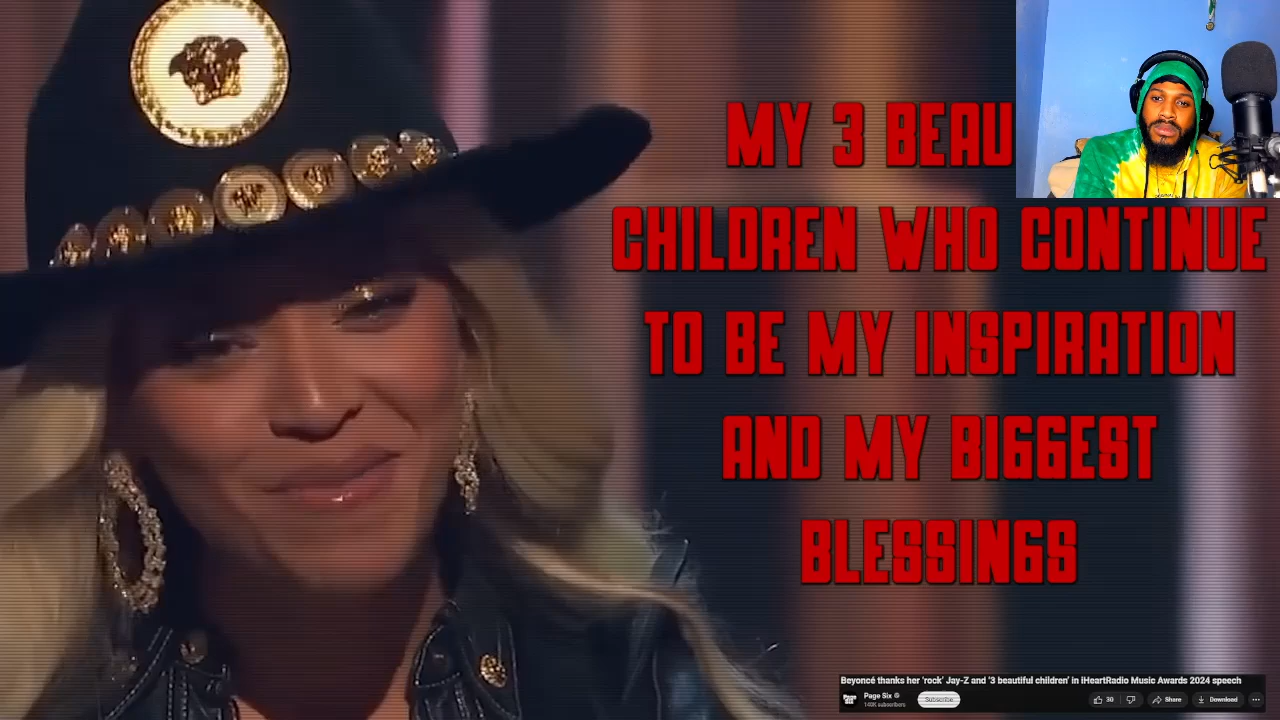 MY 3 BEAU
CHILDREN WHO CONTINUE
TO BE MY INSPIRATION
AND MY BIGGEST
BLESSINGS
Beyoncé thanks her 'rock' Jay-Z and '3 beautiful children' in iHeartRadio Music Awards 2024 speech
Page Six
Subscribe
30
Share
Download